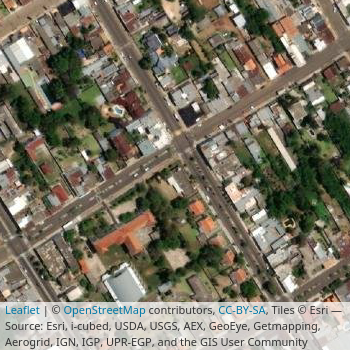 Leaflet | © OpenStreetMap contributors, CC-BY-SA, Tiles © Esri —
Source: Esri, i-cubed, USDA, USGS, AEX, GeoEye, Getmapping,
Aerogrid, IGN, IGP, UPR-EGP, and the GIS User Community